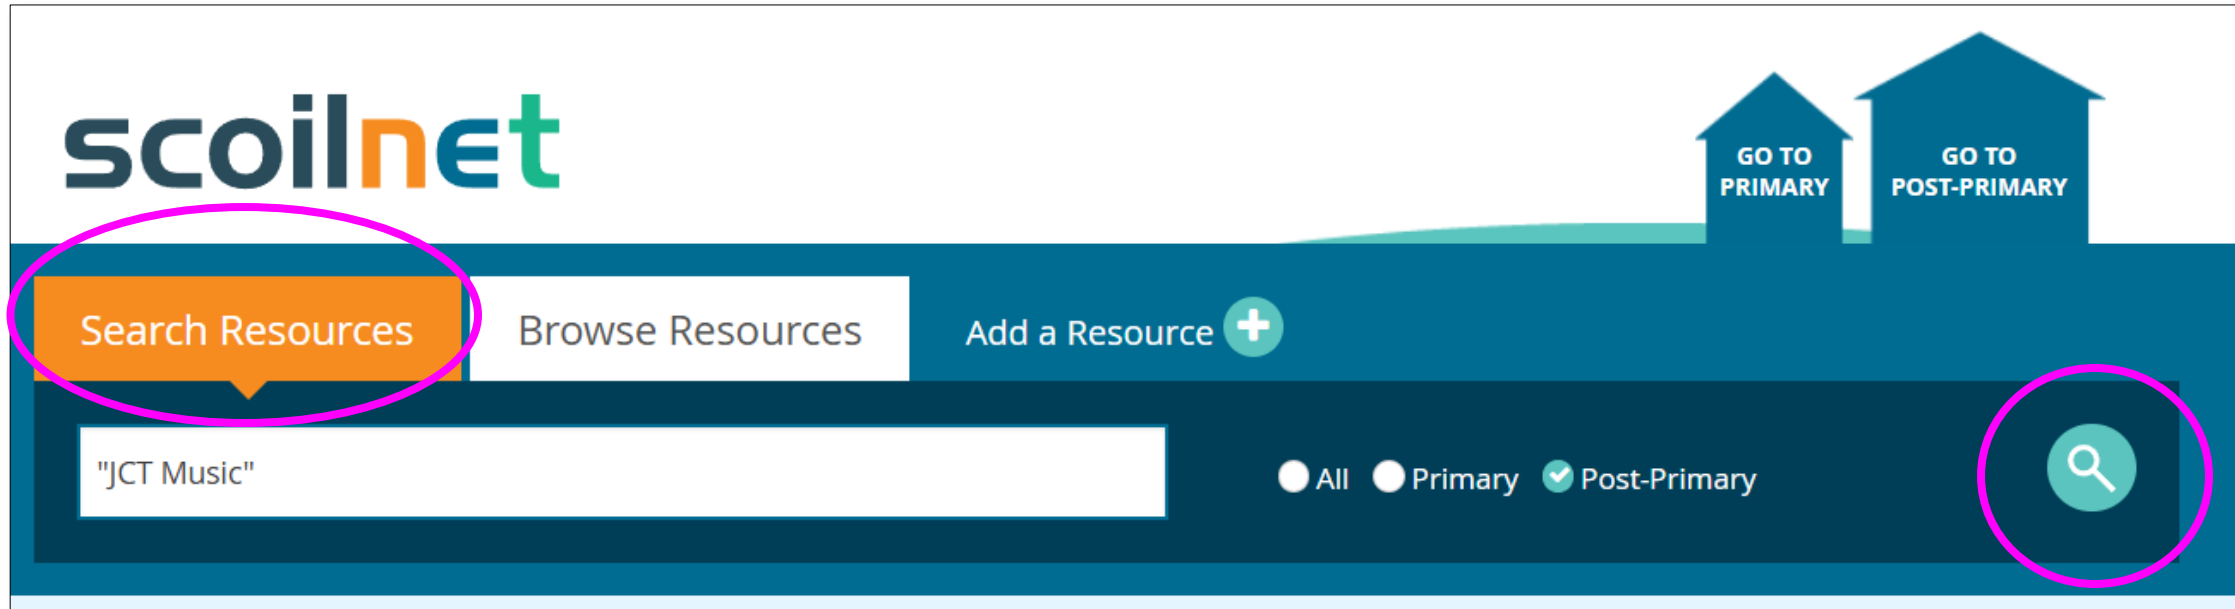 scoilnet
GO TO
PRIMARY
GO TO
POST-PRIMARY
Search Resources
Browse Resources
Add a Resource
"JCT Music"
All
Primary
Post-Primary